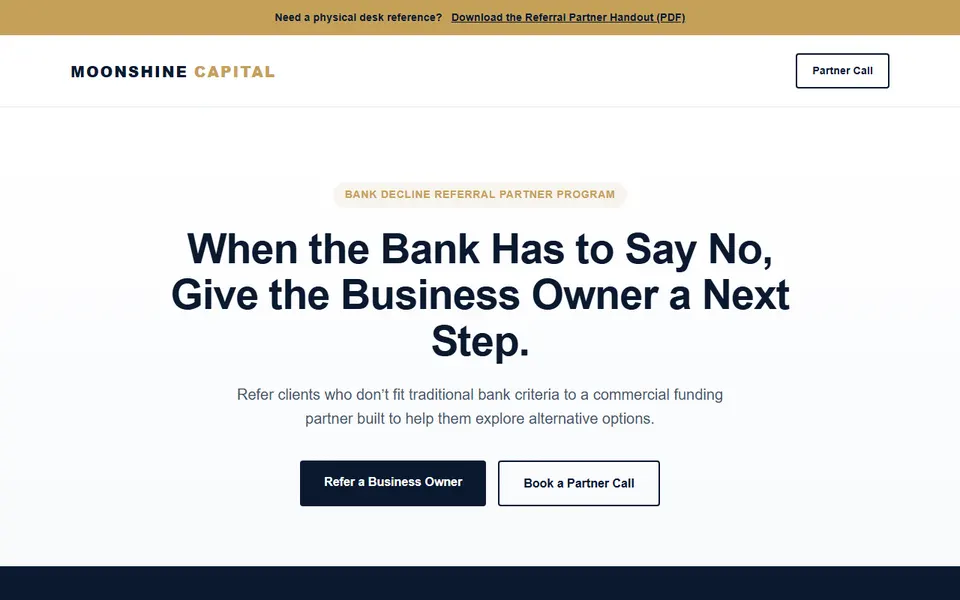 Need a physical desk reference? Download the Referral Partner Handout (PDF)
MOONSHINE CAPITAL
Partner Call
BANK DECLINE REFERRAL PARTNER PROGRAM
When the Bank Has to Say No,
Give the Business Owner a Next
Step.
Refer clients who don’t fit traditional bank criteria to a commercial funding
partner built to help them explore alternative options.
Refer a Business Owner
Book a Partner Call